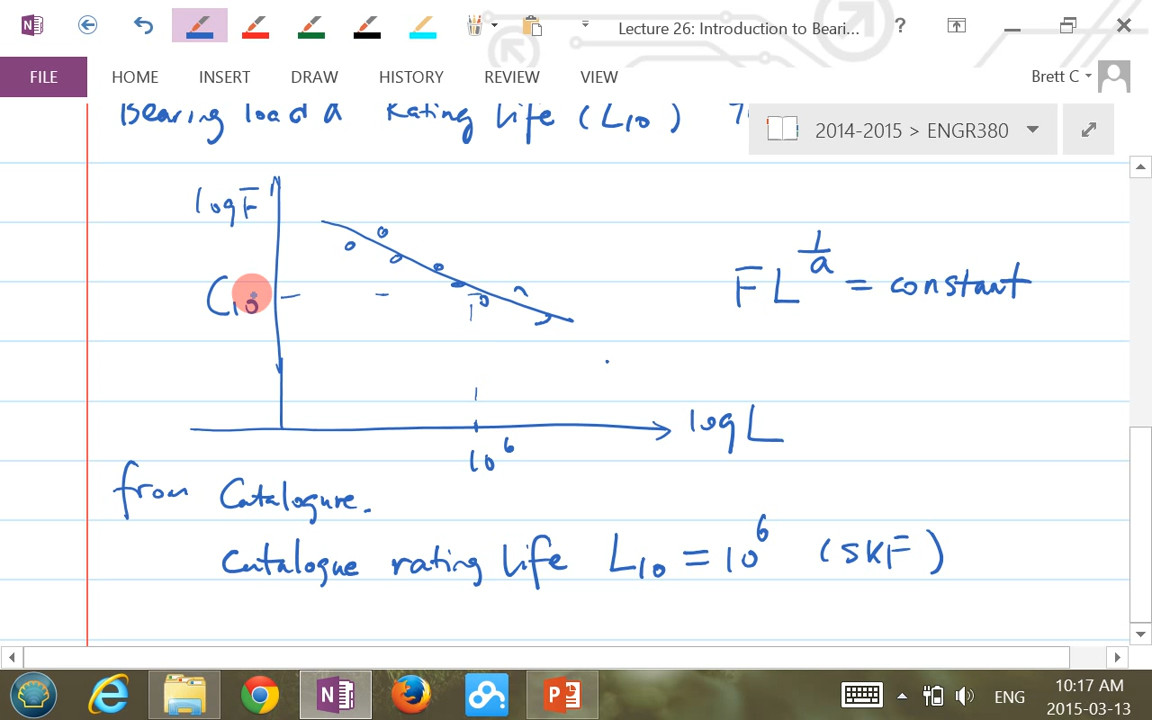 Lecture 26: Introduction to Beari... ?
FILE HOME INSERT DRAW HISTORY REVIEW VIEW Brett C
Bearing load & Rating life (L10)
2014-2015 > ENGR380
log F
FL^1/a = constant
C10
log L
10^6
from Catalogure.
Catalogue rating life L10 = 10^6 (SKF)
ENG
10:17 AM
2015-03-13